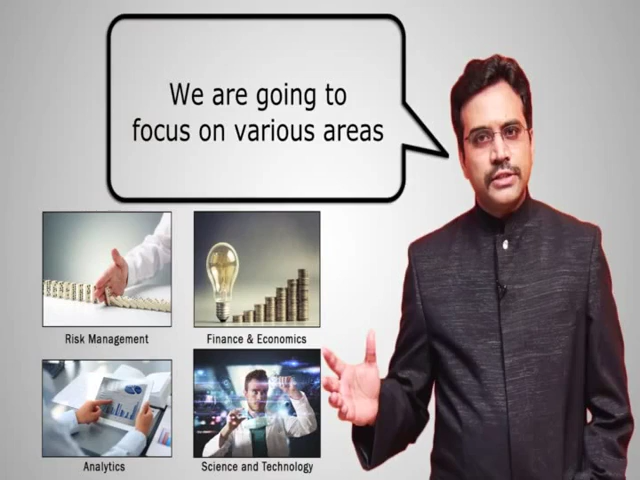 We are going to
focus on various areas
Risk Management
Finance & Economics
Analytics
Science and Technology